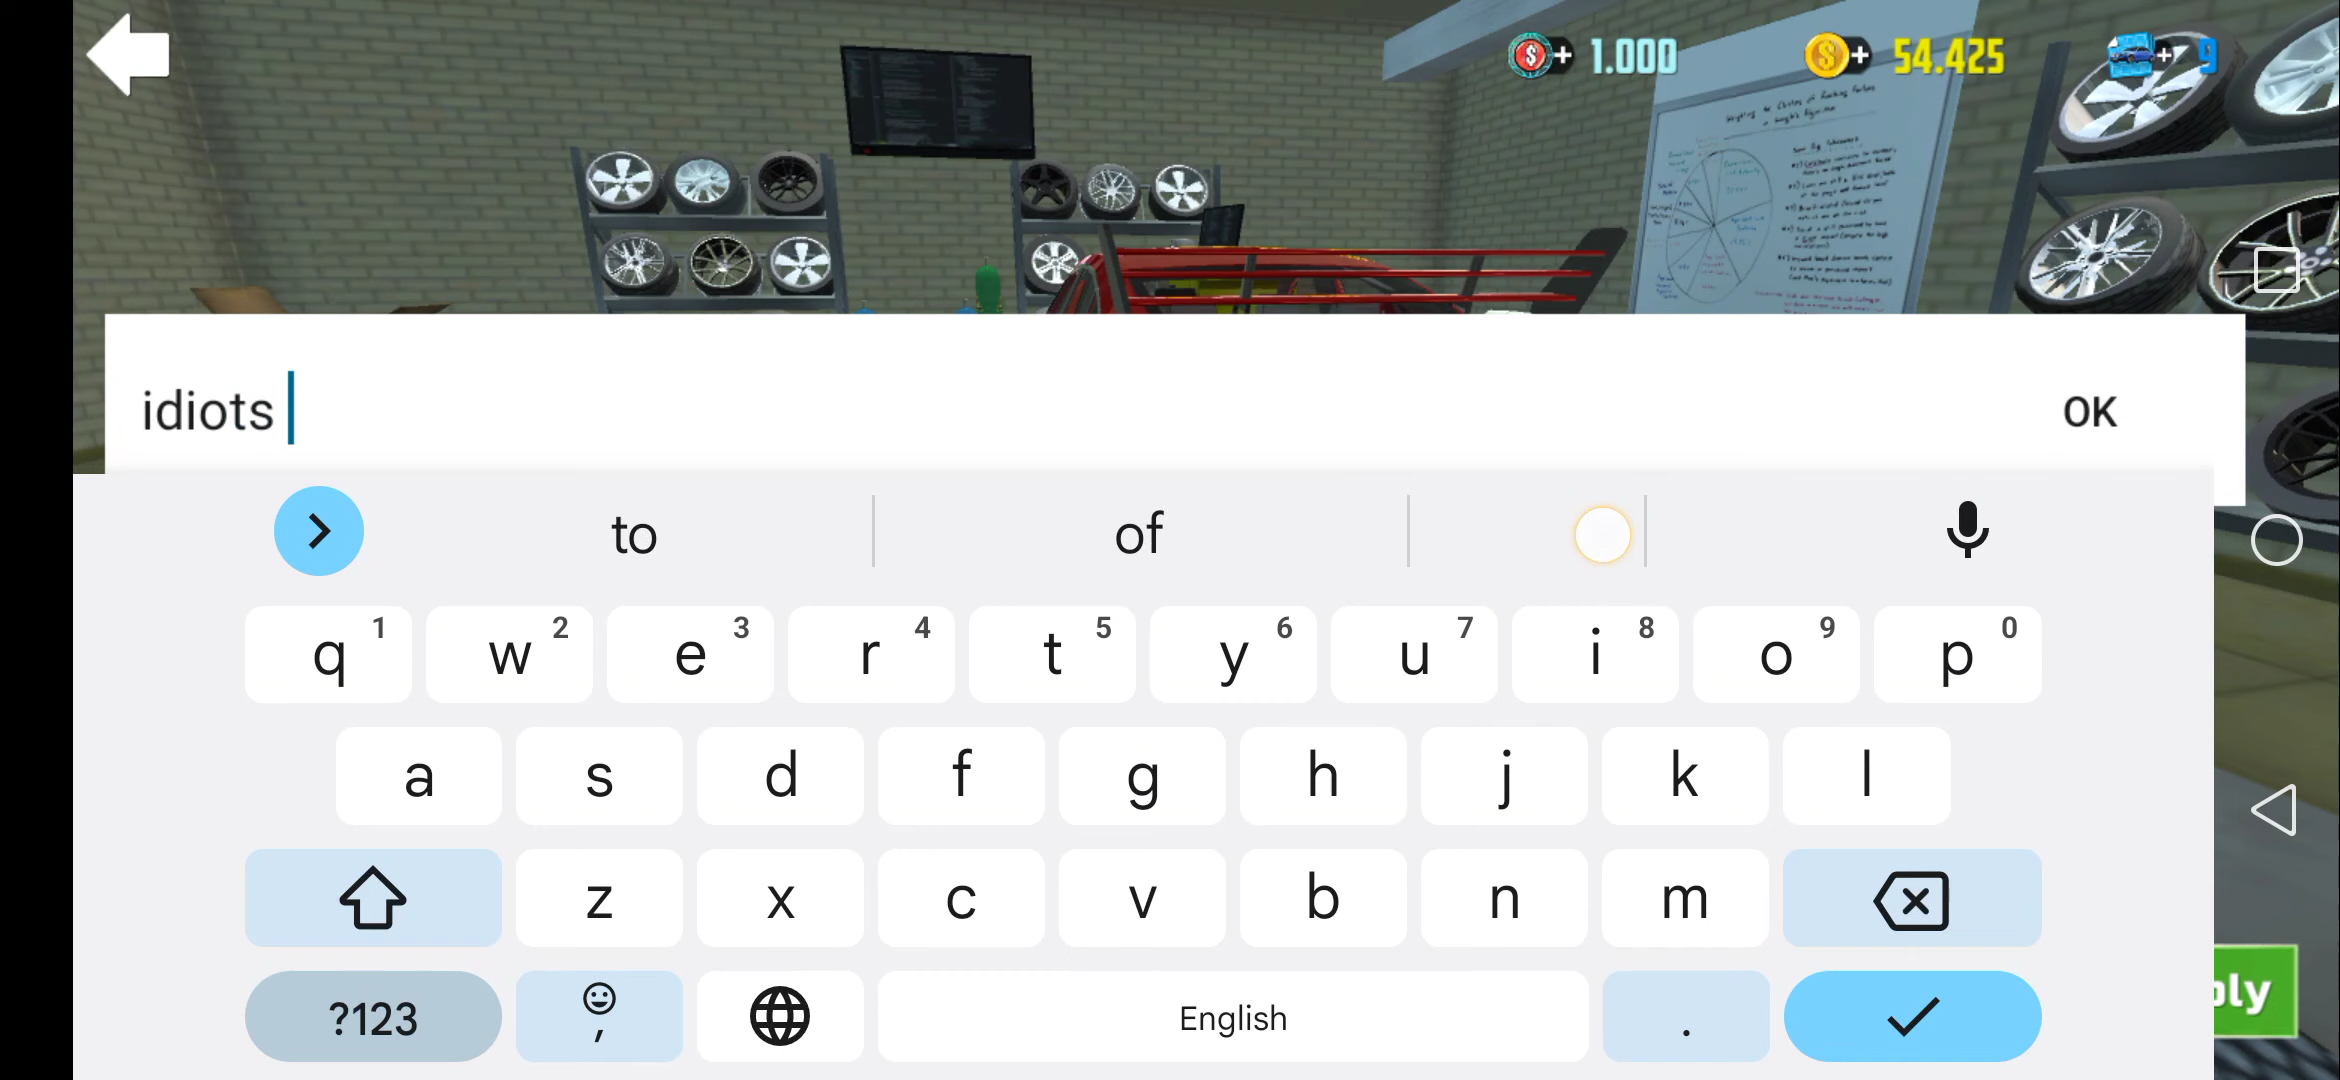 1.000
54.425
9
idiots
OK
to
of
q 1
w 2
e 3
r 4
t 5
y 6
u 7
i 8
o 9
p 0
a
s
d
f
g
h
j
k
l
z
x
c
v
b
n
m
?123
,
English
.
ply